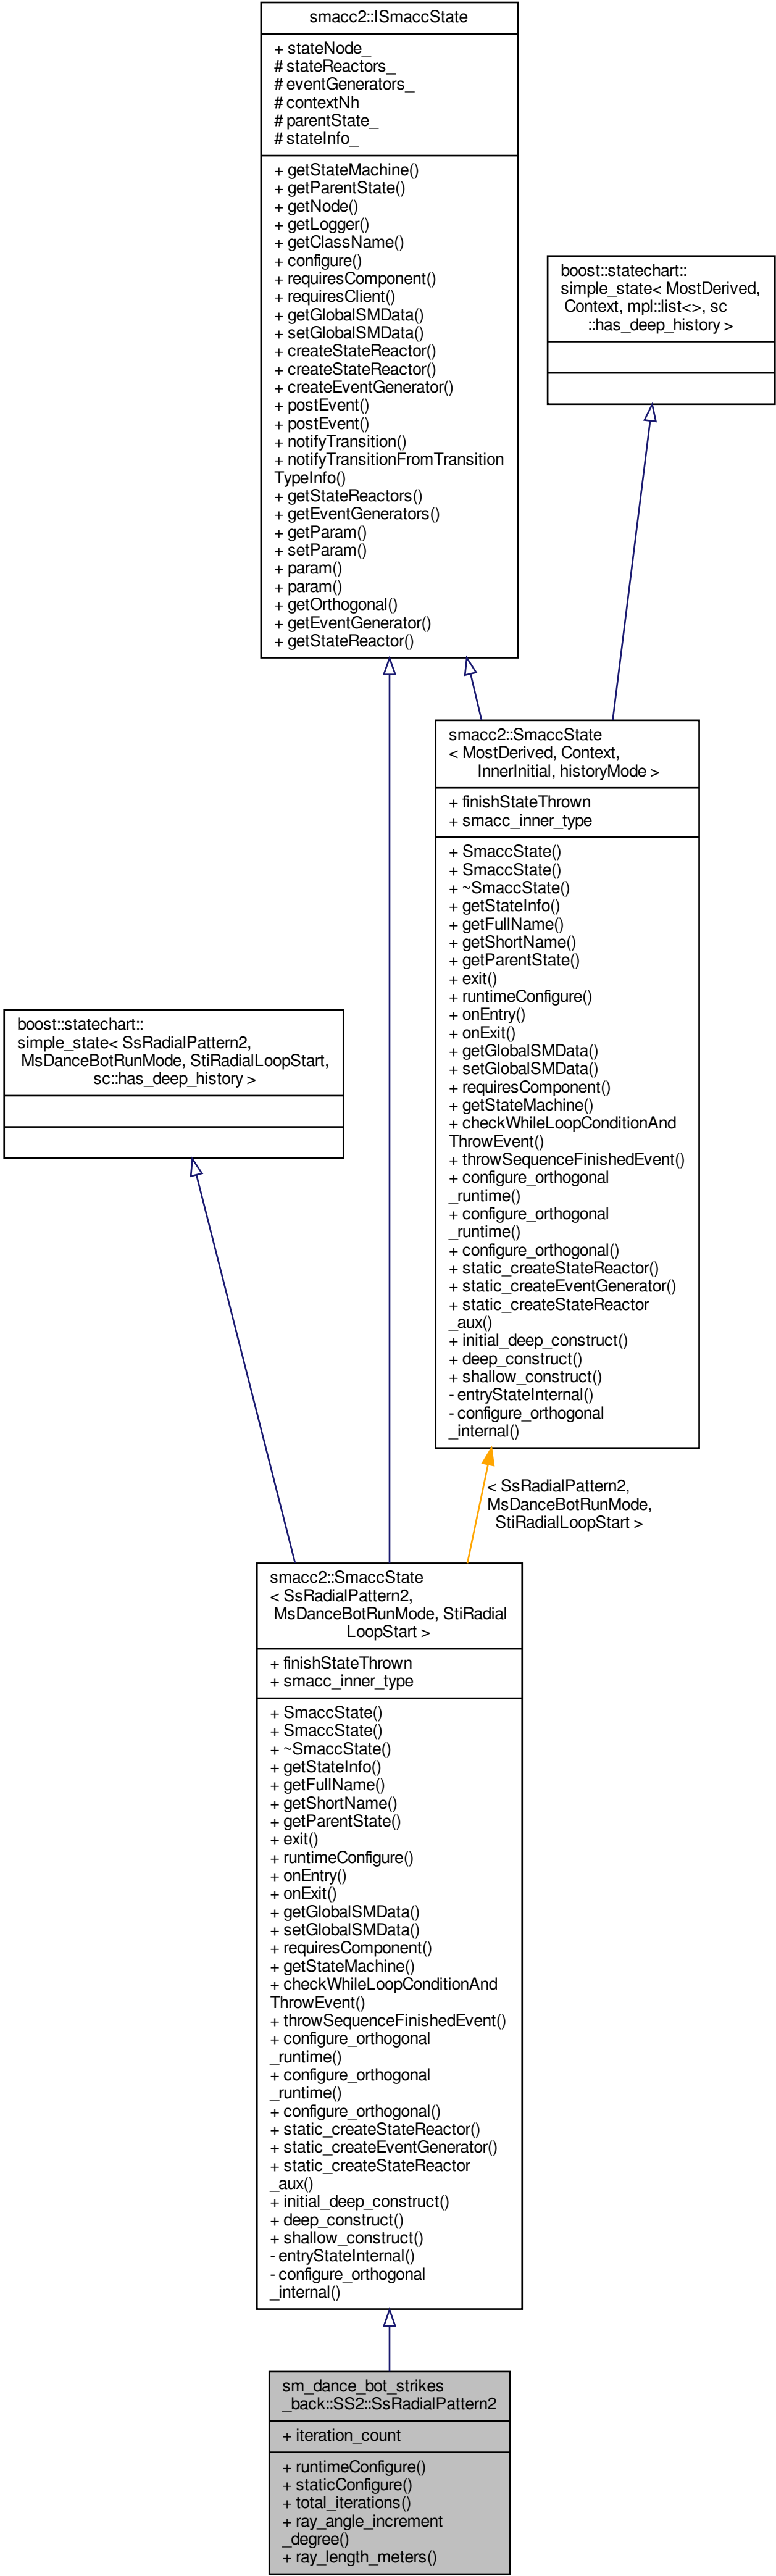 smacc2::ISmaccState
+ stateNode_
# stateReactors_
# eventGenerators_
# contextNh
# parentState_
# stateInfo_
+ getStateMachine()
+ getParentState()
+ getNode()
+ getLogger()
+ getClassName()
+ configure()
+ requiresComponent()
+ requiresClient()
+ getGlobalSMData()
+ setGlobalSMData()
+ createStateReactor()
+ createStateReactor()
+ createEventGenerator()
+ postEvent()
+ postEvent()
+ notifyTransition()
+ notifyTransitionFromTransition
TypeInfo()
+ getStateReactors()
+ getEventGenerators()
+ getParam()
+ setParam()
+ param()
+ param()
+ getOrthogonal()
+ getEventGenerator()
+ getStateReactor()
boost::statechart::
simple_state< MostDerived,
Context, mpl::list<>, sc
::has_deep_history >
smacc2::SmaccState
< MostDerived, Context,
InnerInitial, historyMode >
+ finishStateThrown
+ smacc_inner_type
+ SmaccState()
+ SmaccState()
+ ~SmaccState()
+ getStateInfo()
+ getFullName()
+ getShortName()
+ getParentState()
+ exit()
+ runtimeConfigure()
+ onEntry()
+ onExit()
+ getGlobalSMData()
+ setGlobalSMData()
+ requiresComponent()
+ getStateMachine()
+ checkWhileLoopConditionAnd
ThrowEvent()
+ throwSequenceFinishedEvent()
+ configure_orthogonal
_runtime()
+ configure_orthogonal
_runtime()
+ configure_orthogonal()
+ static_createStateReactor()
+ static_createEventGenerator()
+ static_createStateReactor
_aux()
+ initial_deep_construct()
+ deep_construct()
+ shallow_construct()
- entryStateInternal()
- configure_orthogonal
_internal()
boost::statechart::
simple_state< SsRadialPattern2,
MsDanceBotRunMode, StiRadialLoopStart,
sc::has_deep_history >
< SsRadialPattern2,
MsDanceBotRunMode,
StiRadialLoopStart >
smacc2::SmaccState
< SsRadialPattern2,
MsDanceBotRunMode, StiRadial
LoopStart >
+ finishStateThrown
+ smacc_inner_type
+ SmaccState()
+ SmaccState()
+ ~SmaccState()
+ getStateInfo()
+ getFullName()
+ getShortName()
+ getParentState()
+ exit()
+ runtimeConfigure()
+ onEntry()
+ onExit()
+ getGlobalSMData()
+ setGlobalSMData()
+ requiresComponent()
+ getStateMachine()
+ checkWhileLoopConditionAnd
ThrowEvent()
+ throwSequenceFinishedEvent()
+ configure_orthogonal
_runtime()
+ configure_orthogonal
_runtime()
+ configure_orthogonal()
+ static_createStateReactor()
+ static_createEventGenerator()
+ static_createStateReactor
_aux()
+ initial_deep_construct()
+ deep_construct()
+ shallow_construct()
- entryStateInternal()
- configure_orthogonal
_internal()
sm_dance_bot_strikes
_back::SS2::SsRadialPattern2
+ iteration_count
+ runtimeConfigure()
+ staticConfigure()
+ total_iterations()
+ ray_angle_increment
_degree()
+ ray_length_meters()